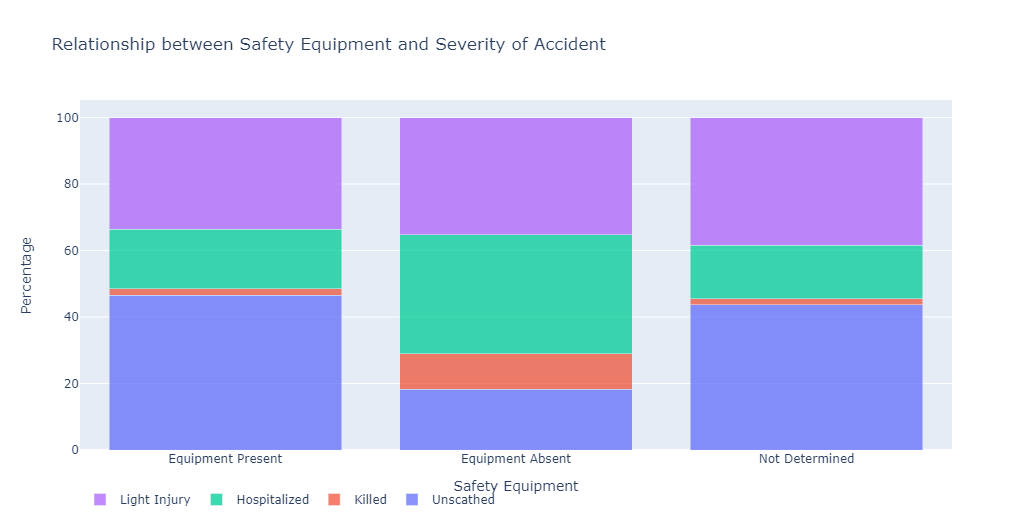 Relationship between Safety Equipment and Severity of Accident
100
80
60
40
20
0
Percentage
Equipment Present Equipment Absent Not Determined
Safety Equipment
Light Injury Hospitalized Killed Unscathed